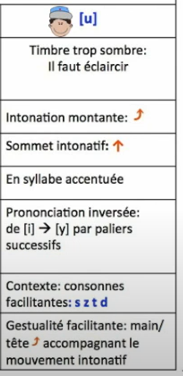 [u]
Timbre trop sombre:
Il faut éclaircir
Intonation montante: ⤴
Sommet intonatif: ↑
En syllabe accentuée
Prononciation inversée:
de [i] → [y] par paliers
successifs
Contexte: consonnes
facilitantes: s z t d
Gestualité facilitante: main/
tête ⤴ accompagnant le
mouvement intonatif